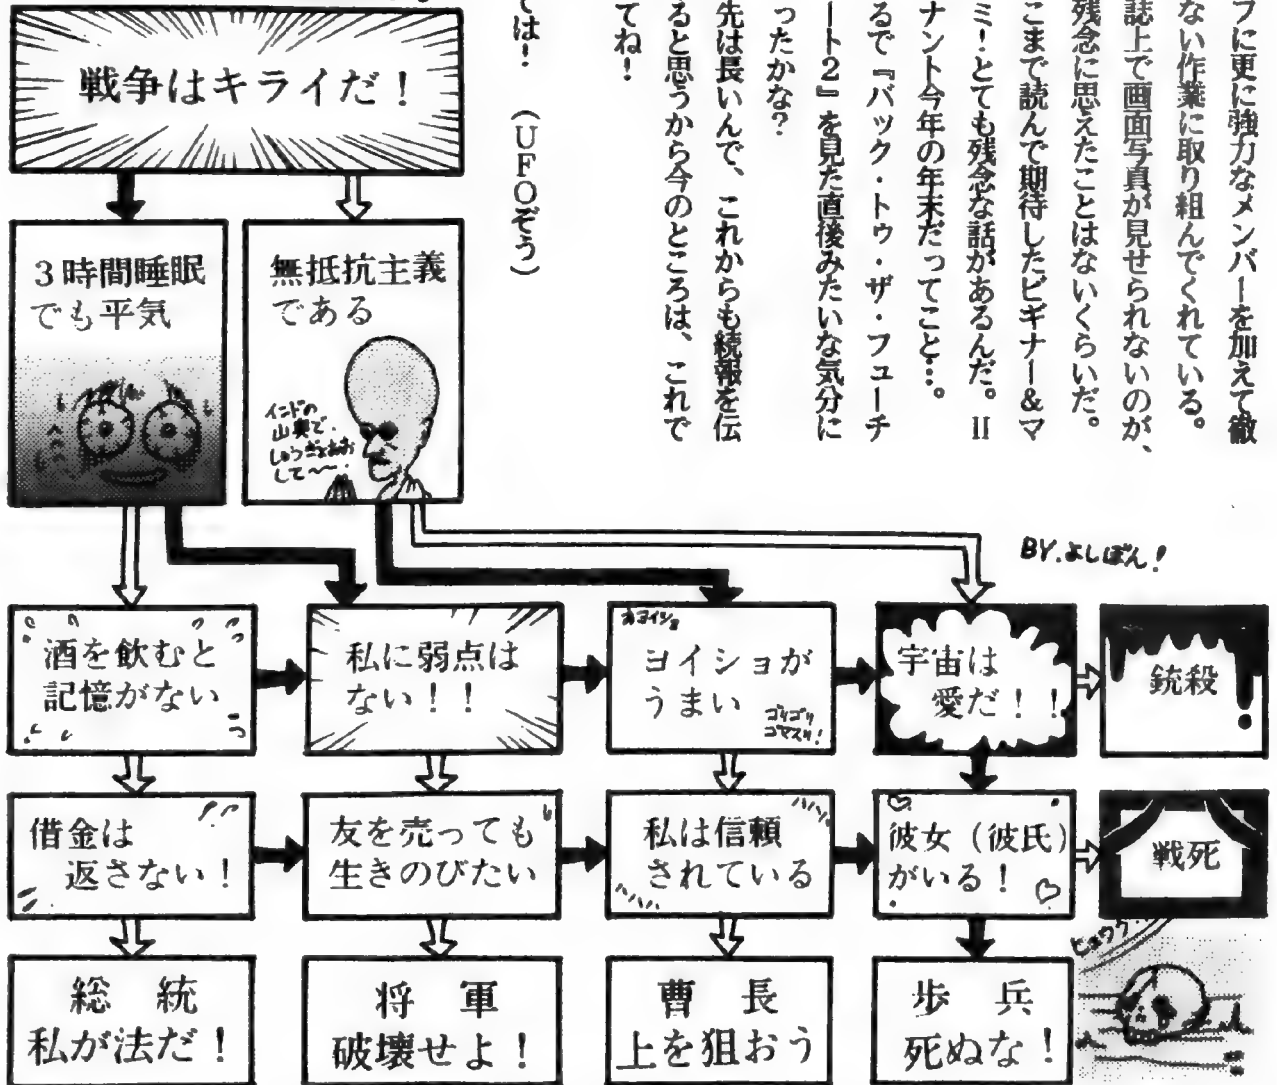 フに更に強力なメンバーを加えて徹
ない作業に取り組んでくれている。
誌上で画面写真が見せられないのが、
残念に思えたことはないくらいだ。
こまで読んで期待したビギナー&マ
ミ!とても残念な話があるんだ。II
ナント今年の年末だってこと…。
るで『バック・トゥ・ザ・フューチ
ート2』を見た直後みたいな気分に
ったかな?
先は長いんで、これからも続報を伝
ると思うから今のところは、これで
てね!
ては! (UFOぞう)
戦争はキライだ!
3時間睡眠
でも平気
無抵抗主義
である
インドの
山奥で
して〜〜
BY.よしぼん!
酒を飲むと
記憶がない
私に弱点は
ない!!
ヨイショ
ヨイショが
うまい
ゴリゴリ
ゴマスリ!
宇宙は
愛だ!!
銃殺
借金は
返さない!
友を売っても
生きのびたい
私は信頼
されている
彼女(彼氏)
がいる!
戦死
総統
私が法だ!
将軍
破壊せよ!
曹長
上を狙おう
歩兵
死ぬな!